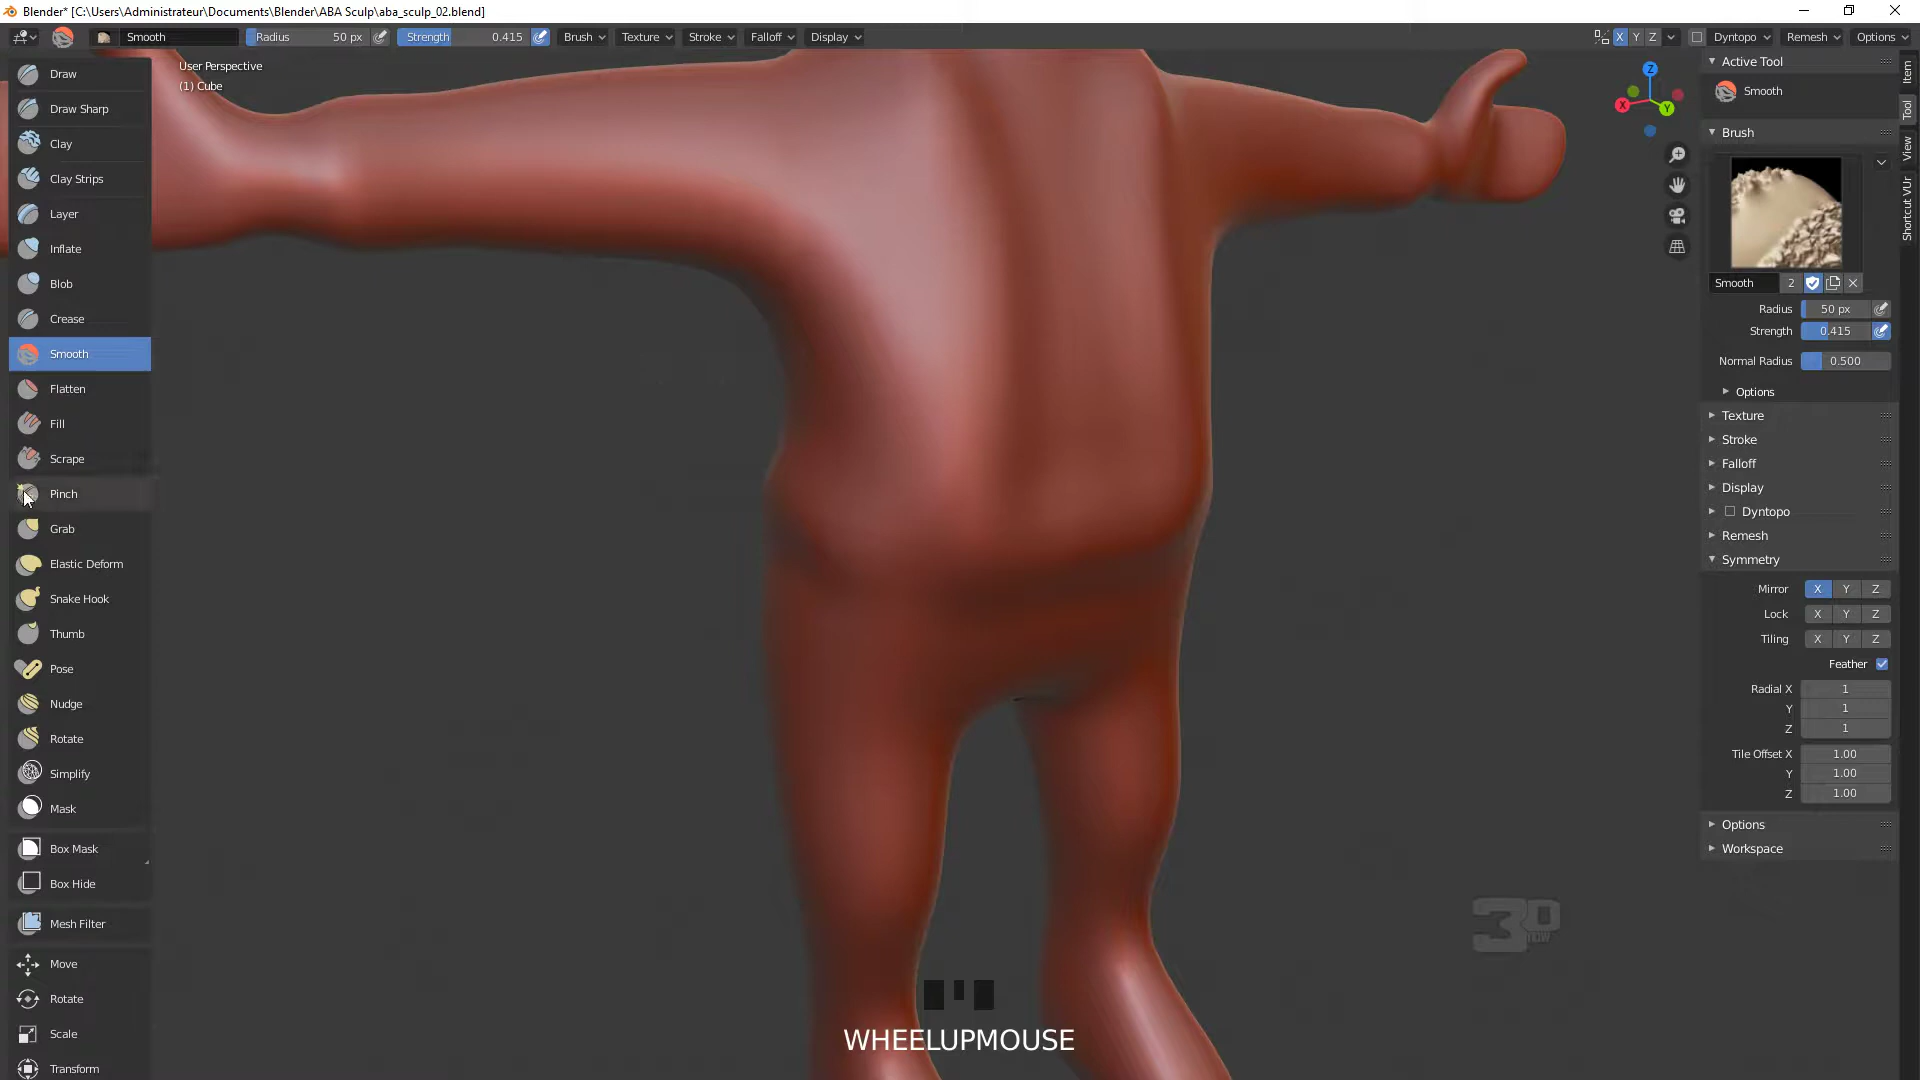 Blender* [C:\Users\Administrateur\Documents\Blender\ABA Sculp\aba_sculp_02.blend]
Smooth
Radius 50 px
Strength 0.415
Brush
Texture
Stroke
Falloff
Display
X Y Z
Dyntopo
Remesh
Options
User Perspective
(1) Cube
Draw
Draw Sharp
Clay
Clay Strips
Layer
Inflate
Blob
Crease
Smooth
Flatten
Fill
Scrape
Pinch
Grab
Elastic Deform
Snake Hook
Thumb
Pose
Nudge
Rotate
Simplify
Mask
Box Mask
Box Hide
Mesh Filter
Move
Rotate
Scale
Transform
Z
X
Y
WHEELUPMOUSE
3D
NOW
Active Tool
Smooth
Brush
Smooth 2
Radius 50 px
Strength 0.415
Normal Radius 0.500
Options
Texture
Stroke
Falloff
Display
Dyntopo
Remesh
Symmetry
Mirror X Y Z
Lock X Y Z
Tiling X Y Z
Feather
Radial X 1
Y 1
Z 1
Tile Offset X 1.00
Y 1.00
Z 1.00
Options
Workspace
Item
Tool
View
Shortcut VUr